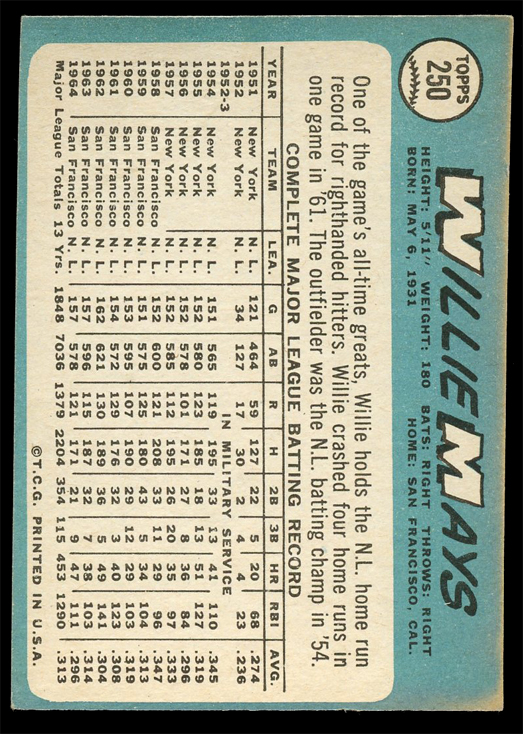 TOPPS
250
WILLIE MAYS
HEIGHT: 5'11" WEIGHT: 180 BATS: RIGHT THROWS: RIGHT
BORN: MAY 6, 1931 HOME: SAN FRANCISCO, CAL.
One of the game's all-time greats, Willie holds the N.L. home run
record for righthanded hitters. Willie crashed four home runs in
one game in '61. The outfielder was the N.L. batting champ in '54.
COMPLETE MAJOR LEAGUE BATTING RECORD
YEAR TEAM LEA. G AB R H 2B 3B HR RBI AVG.
1951 New York N. L. 121 464 59 127 22 5 20 68 .274
1952 New York N. L. 34 127 17 30 2 4 4 23 .236
1952-3 IN MILITARY SERVICE
1954 New York N. L. 151 565 119 195 33 13 41 110 .345
1955 New York N. L. 152 580 123 185 18 13 51 127 .319
1956 New York N. L. 152 578 101 171 27 8 36 84 .296
1957 New York N. L. 152 585 112 195 26 20 35 97 .333
1958 San Francisco N. L. 152 600 121 208 33 11 29 96 .347
1959 San Francisco N. L. 151 575 125 180 43 5 34 104 .313
1960 San Francisco N. L. 153 595 107 190 29 12 29 103 .319
1961 San Francisco N. L. 154 572 129 176 32 3 40 123 .308
1962 San Francisco N. L. 162 621 130 189 36 5 49 141 .304
1963 San Francisco N. L. 157 596 115 187 32 7 38 103 .314
1964 San Francisco N. L. 157 578 121 171 21 9 47 111 .296
Major League Totals 13 Yrs. 1848 7036 1379 2204 354 115 453 1290 .313
© T.C.G. PRINTED IN U.S.A.